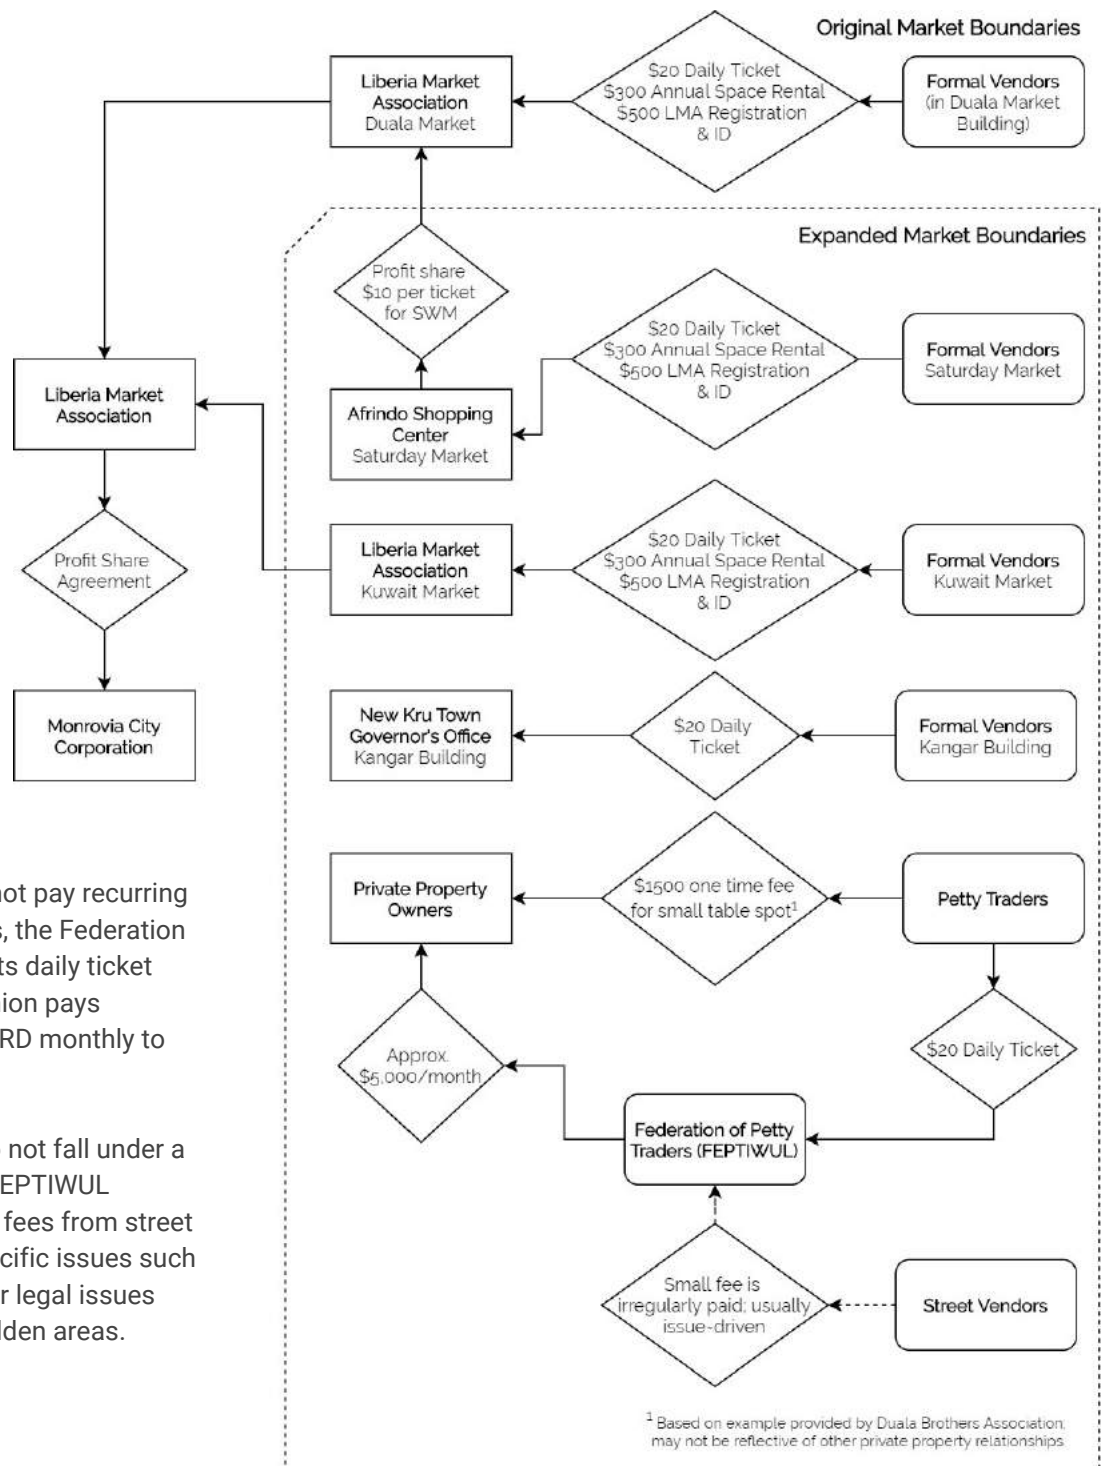 Original Market Boundaries
Liberia Market
Association
Duala Market
$20 Daily Ticket
$300 Annual Space Rental
$500 LMA Registration
& ID
Formal Vendors
(in Duala Market
Building)
Expanded Market Boundaries
Profit share
$10 per ticket
for SWM
$20 Daily Ticket
$300 Annual Space Rental
$500 LMA Registration
& ID
Formal Vendors
Saturday Market
Liberia Market
Association
Afrindo Shopping
Center
Saturday Market
Profit Share
Agreement
Liberia Market
Association
Kuwait Market
$20 Daily Ticket
$300 Annual Space Rental
$500 LMA Registration
& ID
Formal Vendors
Kuwait Market
Monrovia City
Corporation
New Kru Town
Governor's Office
Kangar Building
$20 Daily
Ticket
Formal Vendors
Kangar Building
not pay recurring
s, the Federation
ts daily ticket
ion pays
RD monthly to
Private Property
Owners
$1500 one time fee
for small table spot¹
Petty Traders
Approx.
$5,000/month
$20 Daily Ticket
Federation of Petty
Traders (FEPTIWUL)
not fall under a
EPTIWUL
fees from street
cific issues such
r legal issues
dden areas.
Small fee is
irregularly paid; usually
issue-driven
Street Vendors
¹ Based on example provided by Duala Brothers Association;
may not be reflective of other private property relationships